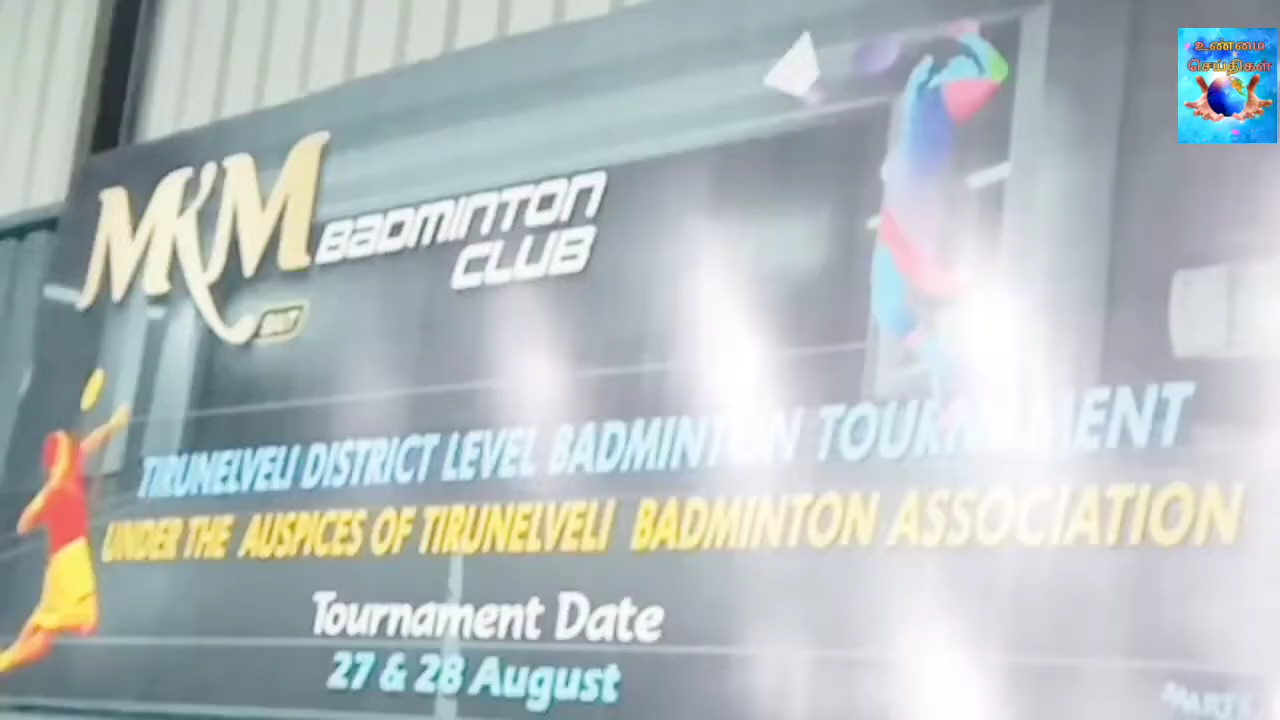 உண்மை
செய்திகள்
MKM
BADMINTON
CLUB
TIRUNELVELI DISTRICT LEVEL BADMINTON TOURNAMENT
UNDER THE AUSPICES OF TIRUNELVELI BADMINTON ASSOCIATION
Tournament Date
27 & 28 August